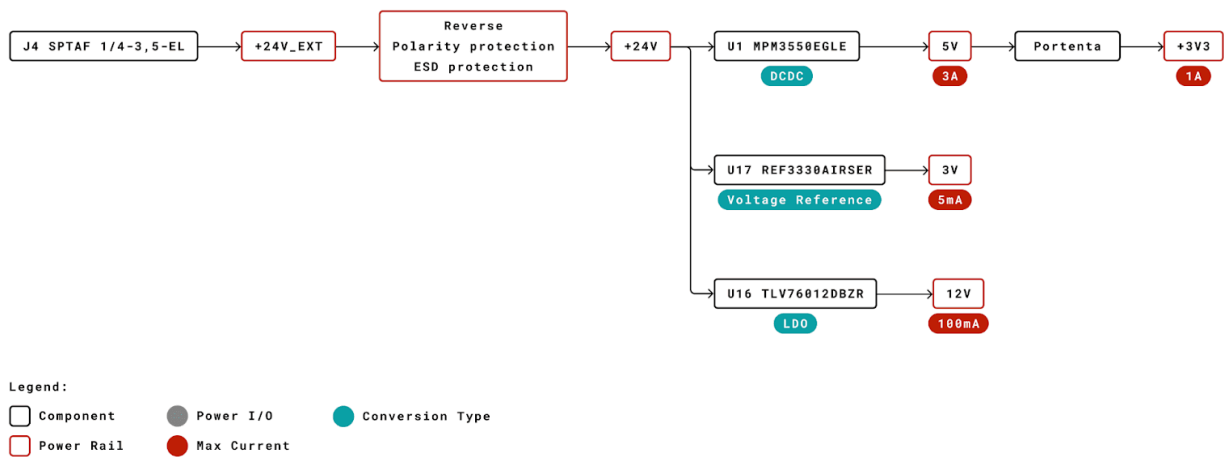 J4 SPTAF 1/4-3,5-EL
+24V_EXT
Reverse
Polarity protection
ESD protection
+24V
U1 MPM3550EGLE
DCDC
5V
3A
Portenta
+3V3
1A
U17 REF3330AIRSER
Voltage Reference
3V
5mA
U16 TLV76012DBZR
LDO
12V
100mA
Legend:
Component
Power I/O
Conversion Type
Power Rail
Max Current